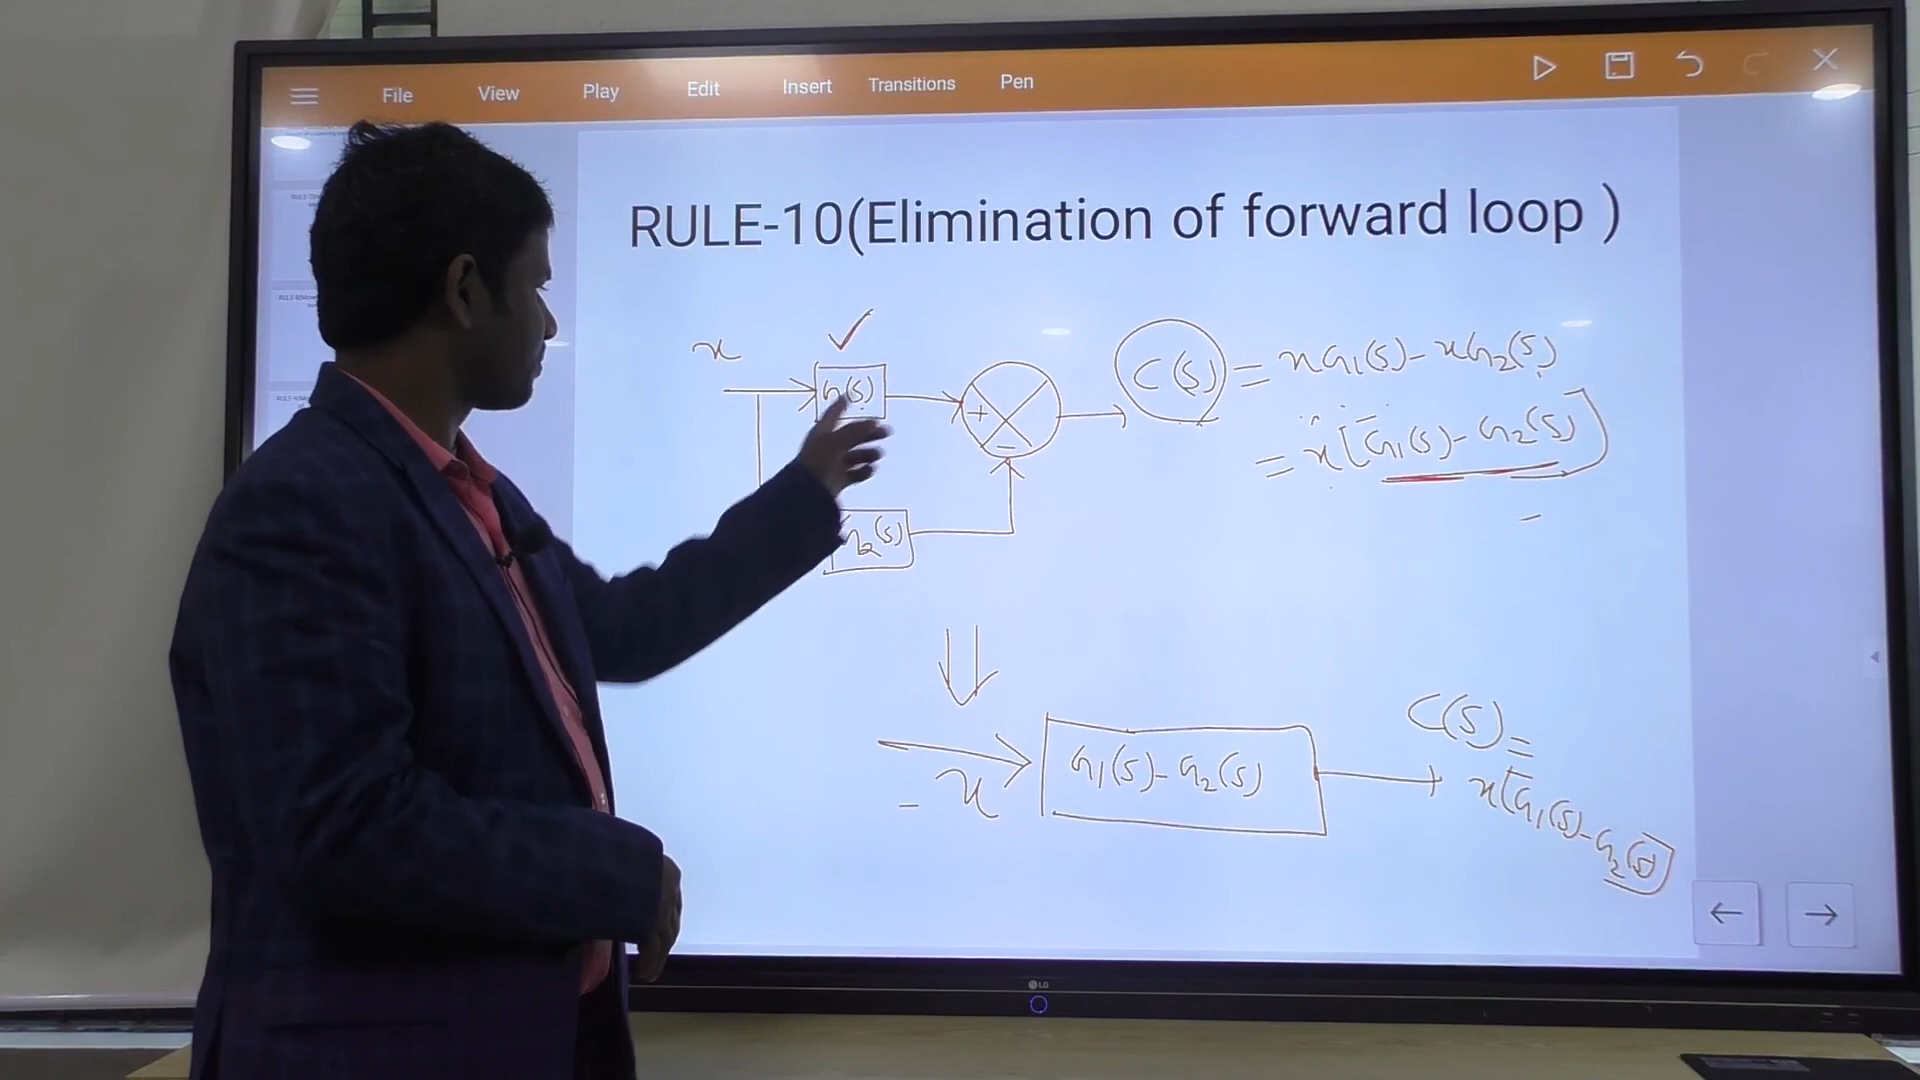 File View Play Edit Insert Transitions Pen
RULE-10(Elimination of forward loop )
x
G1(s)
+
-
C(s) = xG1(s) - xG2(s)
= x[G1(s) - G2(s)]
G2(s)
x
G1(s) - G2(s)
C(s) =
x[G1(s) - G2(s)]
LG